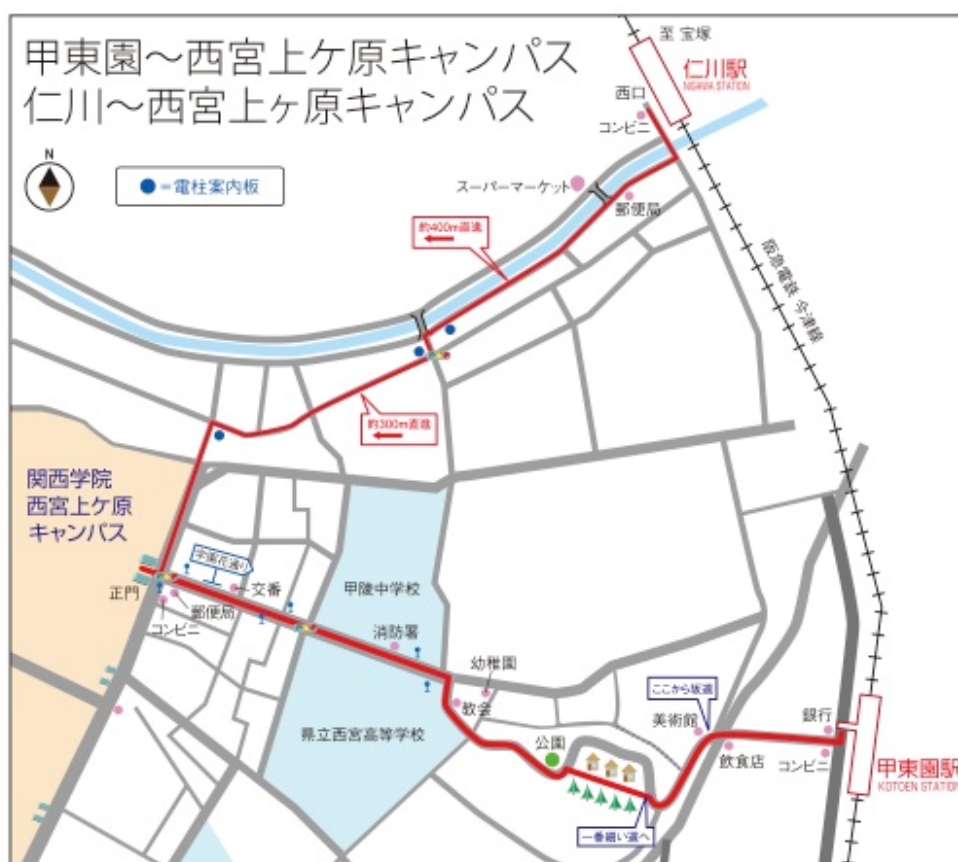 甲東園～西宮上ケ原キャンパス
仁川～西宮上ヶ原キャンパス
N
●=電柱案内板
至 宝塚
仁川駅
NIGAWA STATION
西口
コンビニ
スーパーマーケット
郵便局
約400m直進
阪急電鉄 今津線
約300m直進
関西学院
西宮上ケ原
キャンパス
学園花通り
交番
正門
郵便局
コンビニ
甲陵中学校
消防署
幼稚園
教会
県立西宮高等学校
ここから坂道
美術館
銀行
公園
飲食店
コンビニ
甲東園駅
KOTOEN STATION
一番細い道へ